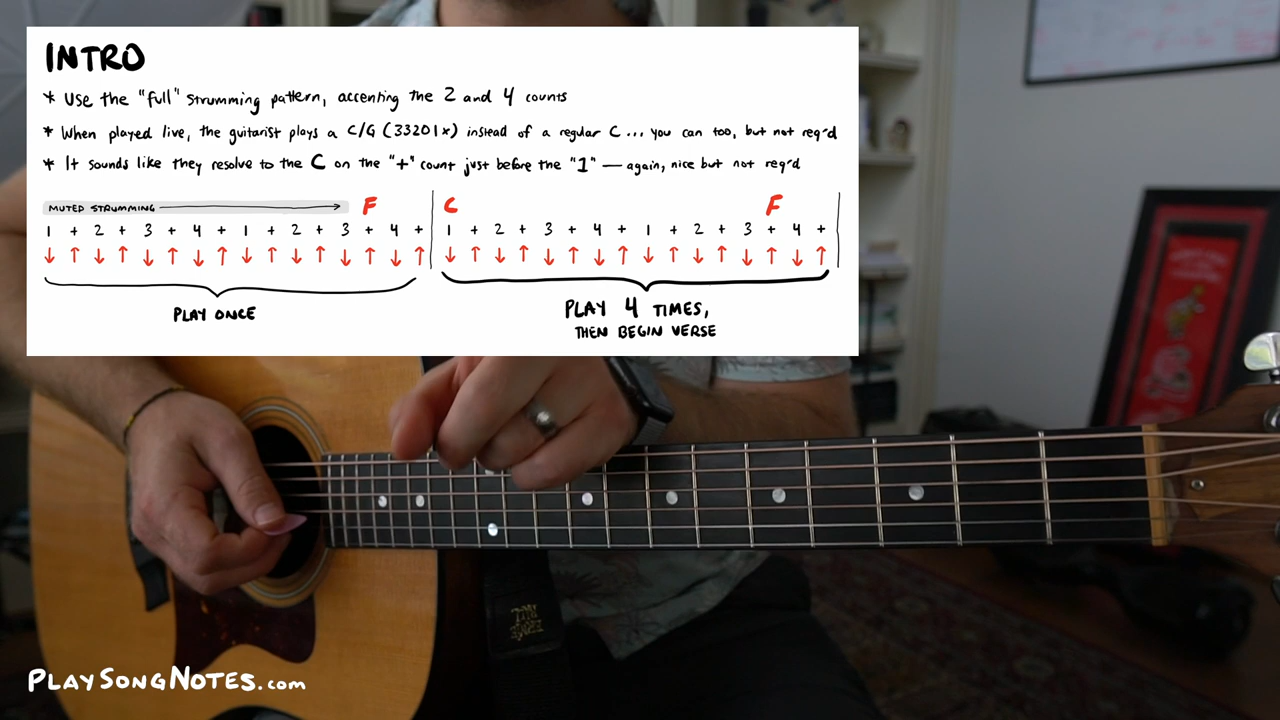 INTRO
* Use the "full" strumming pattern, accenting the 2 and 4 counts
* When played live, the guitarist plays a C/G (33201x) instead of a regular C... you can too, but not req'd
* It sounds like they resolve to the C on the "+" count just before the "1" — again, nice but not req'd
MUTED STRUMMING → F C F
1 + 2 + 3 + 4 + 1 + 2 + 3 + 4 + 1 + 2 + 3 + 4 + 1 + 2 + 3 + 4 +
↓ ↑ ↓ ↑ ↓ ↑ ↓ ↑ ↓ ↑ ↓ ↑ ↓ ↑ ↓ ↑ ↓ ↑ ↓ ↑ ↓ ↑ ↓ ↑ ↓ ↑ ↓ ↑ ↓ ↑ ↓ ↑
PLAY ONCE
PLAY 4 TIMES,
THEN BEGIN VERSE
PLAYSONGNOTES.com